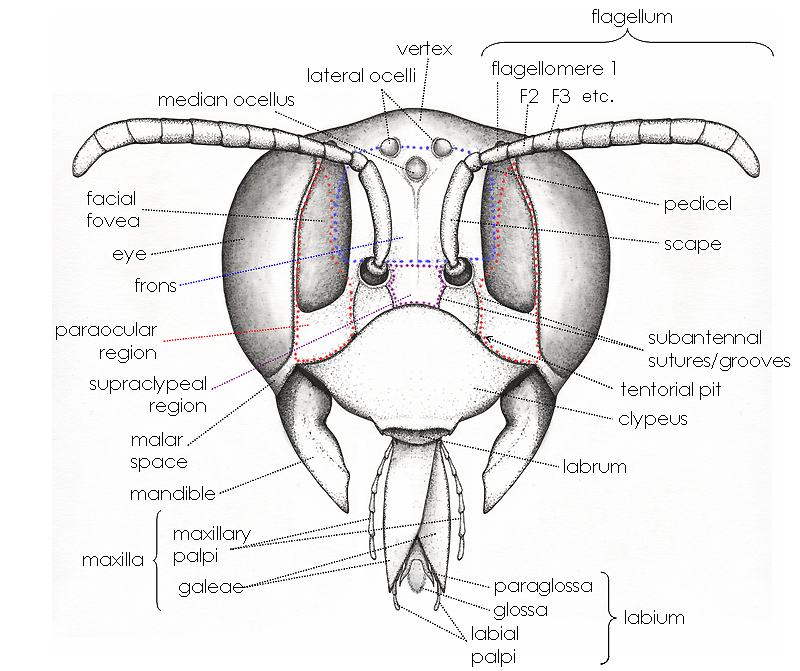 flagellum
vertex
lateral ocelli
flagellomere 1
median ocellus
F2 F3 etc.
facial
fovea
pedicel
eye
scape
frons
paraocular
region
subantennal
sutures/grooves
supraclypeal
region
tentorial pit
clypeus
malar
space
labrum
mandible
maxillary
palpi
maxilla
galeae
paraglossa
glossa
labium
labial
palpi